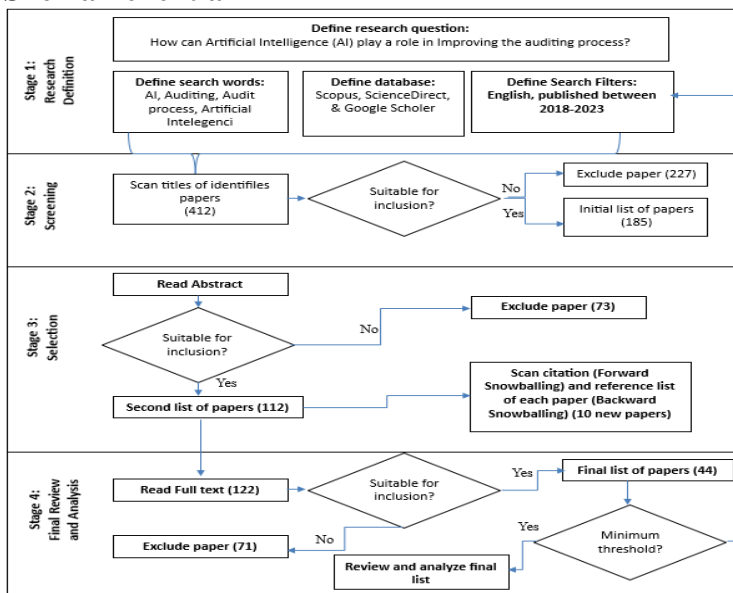 Define research question:
How can Artificial Intelligence (AI) play a role in Improving the auditing process?
Stage 1:
Research
Definition
Define search words:
AI, Auditing, Audit
process, Artificial
Intelegenci
Define database:
Scopus, ScienceDirect,
& Google Scholer
Define Search Filters:
English, published between
2018-2023
Stage 2:
Screening
Scan titles of identifiles
papers
(412)
Suitable for
inclusion?
No
Yes
Exclude paper (227)
Initial list of papers
(185)
Stage 3:
Selection
Read Abstract
Suitable for
inclusion?
No
Exclude paper (73)
Yes
Second list of papers (112)
Scan citation (Forward
Snowballing) and reference list
of each paper (Backward
Snowballing) (10 new papers)
Stage 4:
Final Review
and Analysis
Read Full text (122)
Suitable for
inclusion?
Yes
Final list of papers (44)
No
Exclude paper (71)
Yes
Minimum
threshold?
Review and analyze final
list